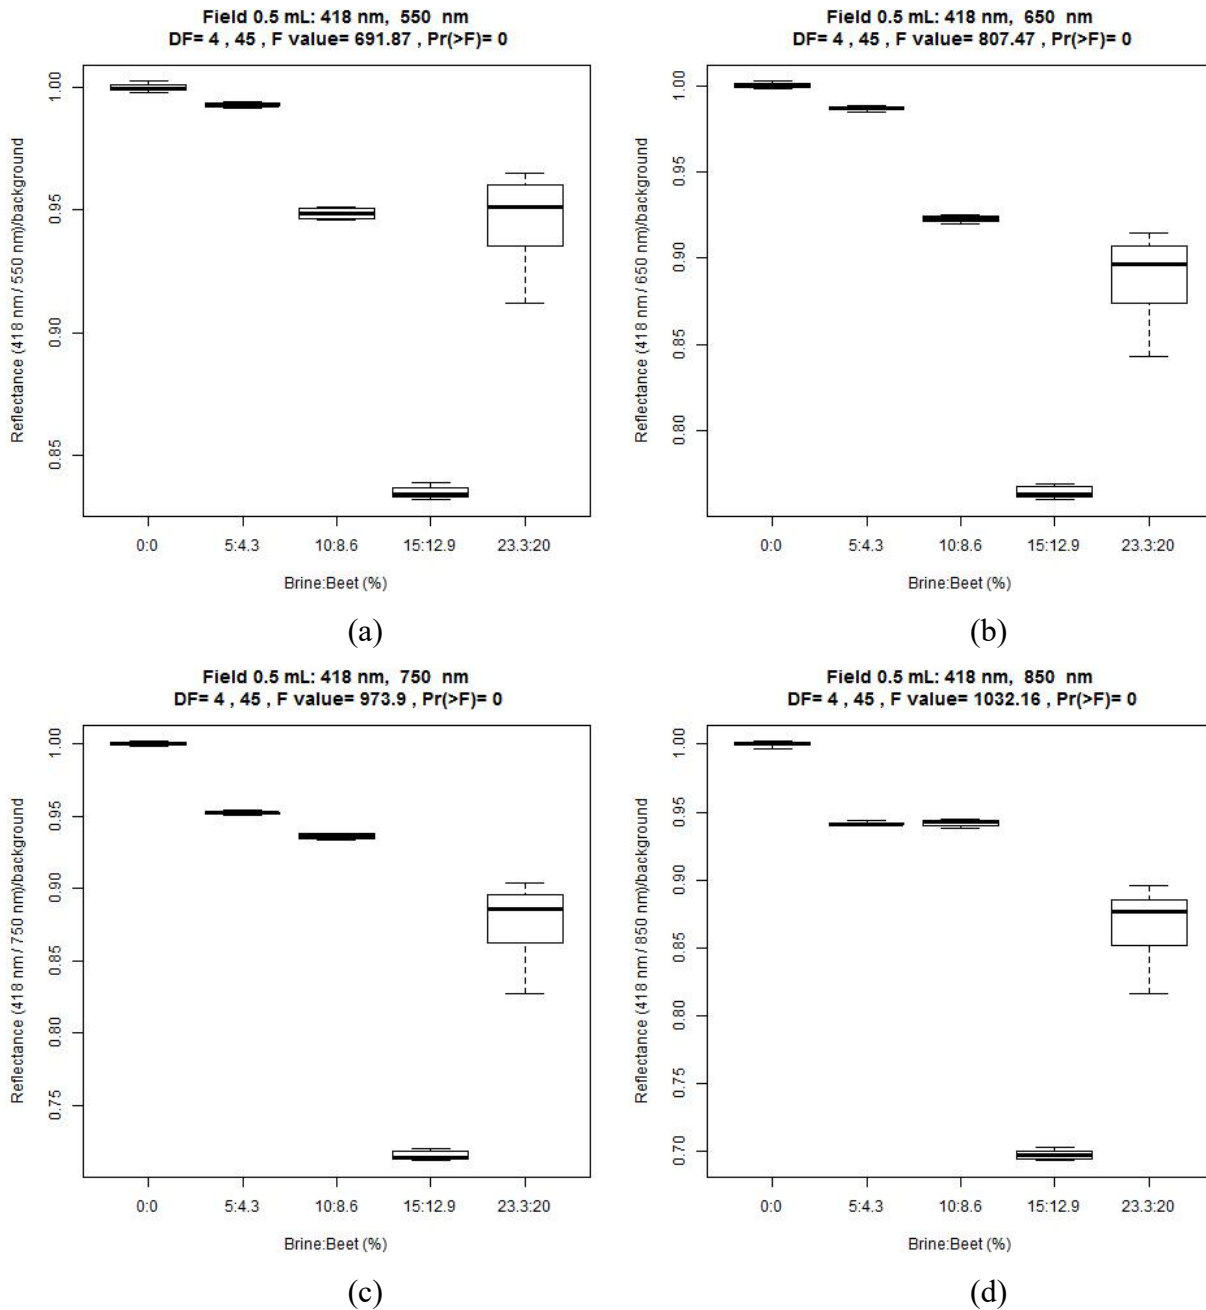 Field 0.5 mL: 418 nm, 550 nm
DF= 4 , 45 , F value= 691.87 , Pr(>F)= 0
Reflectance (418 nm / 550 nm)/background
1.00
0.95
0.90
0.85
0:0 5:4.3 10:8.6 15:12.9 23.3:20
Brine:Beet (%)
(a)
Field 0.5 mL: 418 nm, 650 nm
DF= 4 , 45 , F value= 807.47 , Pr(>F)= 0
Reflectance (418 nm / 650 nm)/background
1.00
0.95
0.90
0.85
0.80
0:0 5:4.3 10:8.6 15:12.9 23.3:20
Brine:Beet (%)
(b)
Field 0.5 mL: 418 nm, 750 nm
DF= 4 , 45 , F value= 973.9 , Pr(>F)= 0
Reflectance (418 nm / 750 nm)/background
1.00
0.95
0.90
0.85
0.80
0.75
0:0 5:4.3 10:8.6 15:12.9 23.3:20
Brine:Beet (%)
(c)
Field 0.5 mL: 418 nm, 850 nm
DF= 4 , 45 , F value= 1032.16 , Pr(>F)= 0
Reflectance (418 nm / 850 nm)/background
1.00
0.95
0.90
0.85
0.80
0.75
0.70
0:0 5:4.3 10:8.6 15:12.9 23.3:20
Brine:Beet (%)
(d)